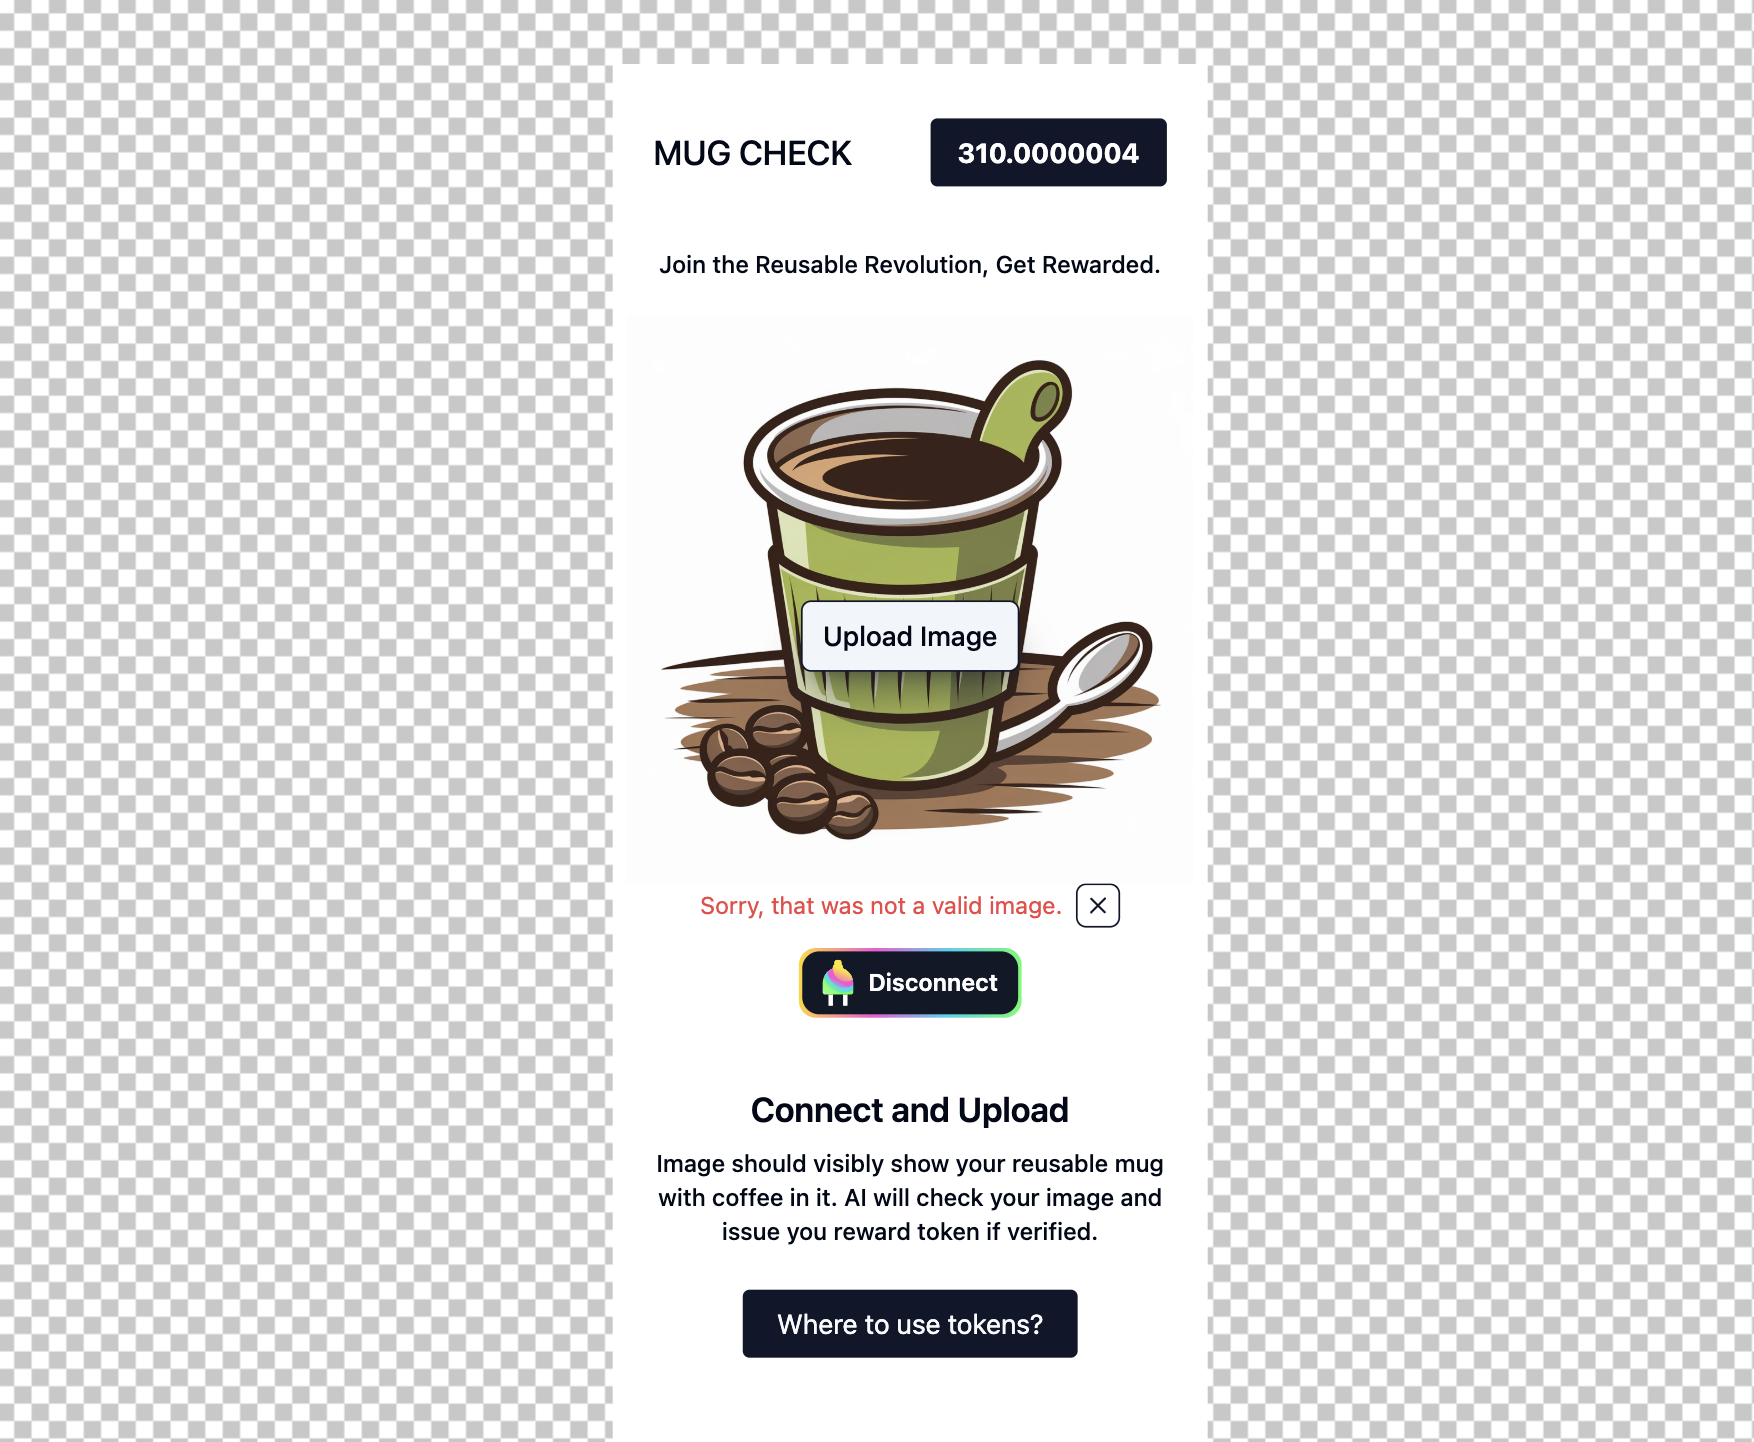 MUG CHECK
310.0000004
Join the Reusable Revolution, Get Rewarded.
Upload Image
Sorry, that was not a valid image.
Disconnect
Connect and Upload
Image should visibly show your reusable mug
with coffee in it. AI will check your image and
issue you reward token if verified.
Where to use tokens?